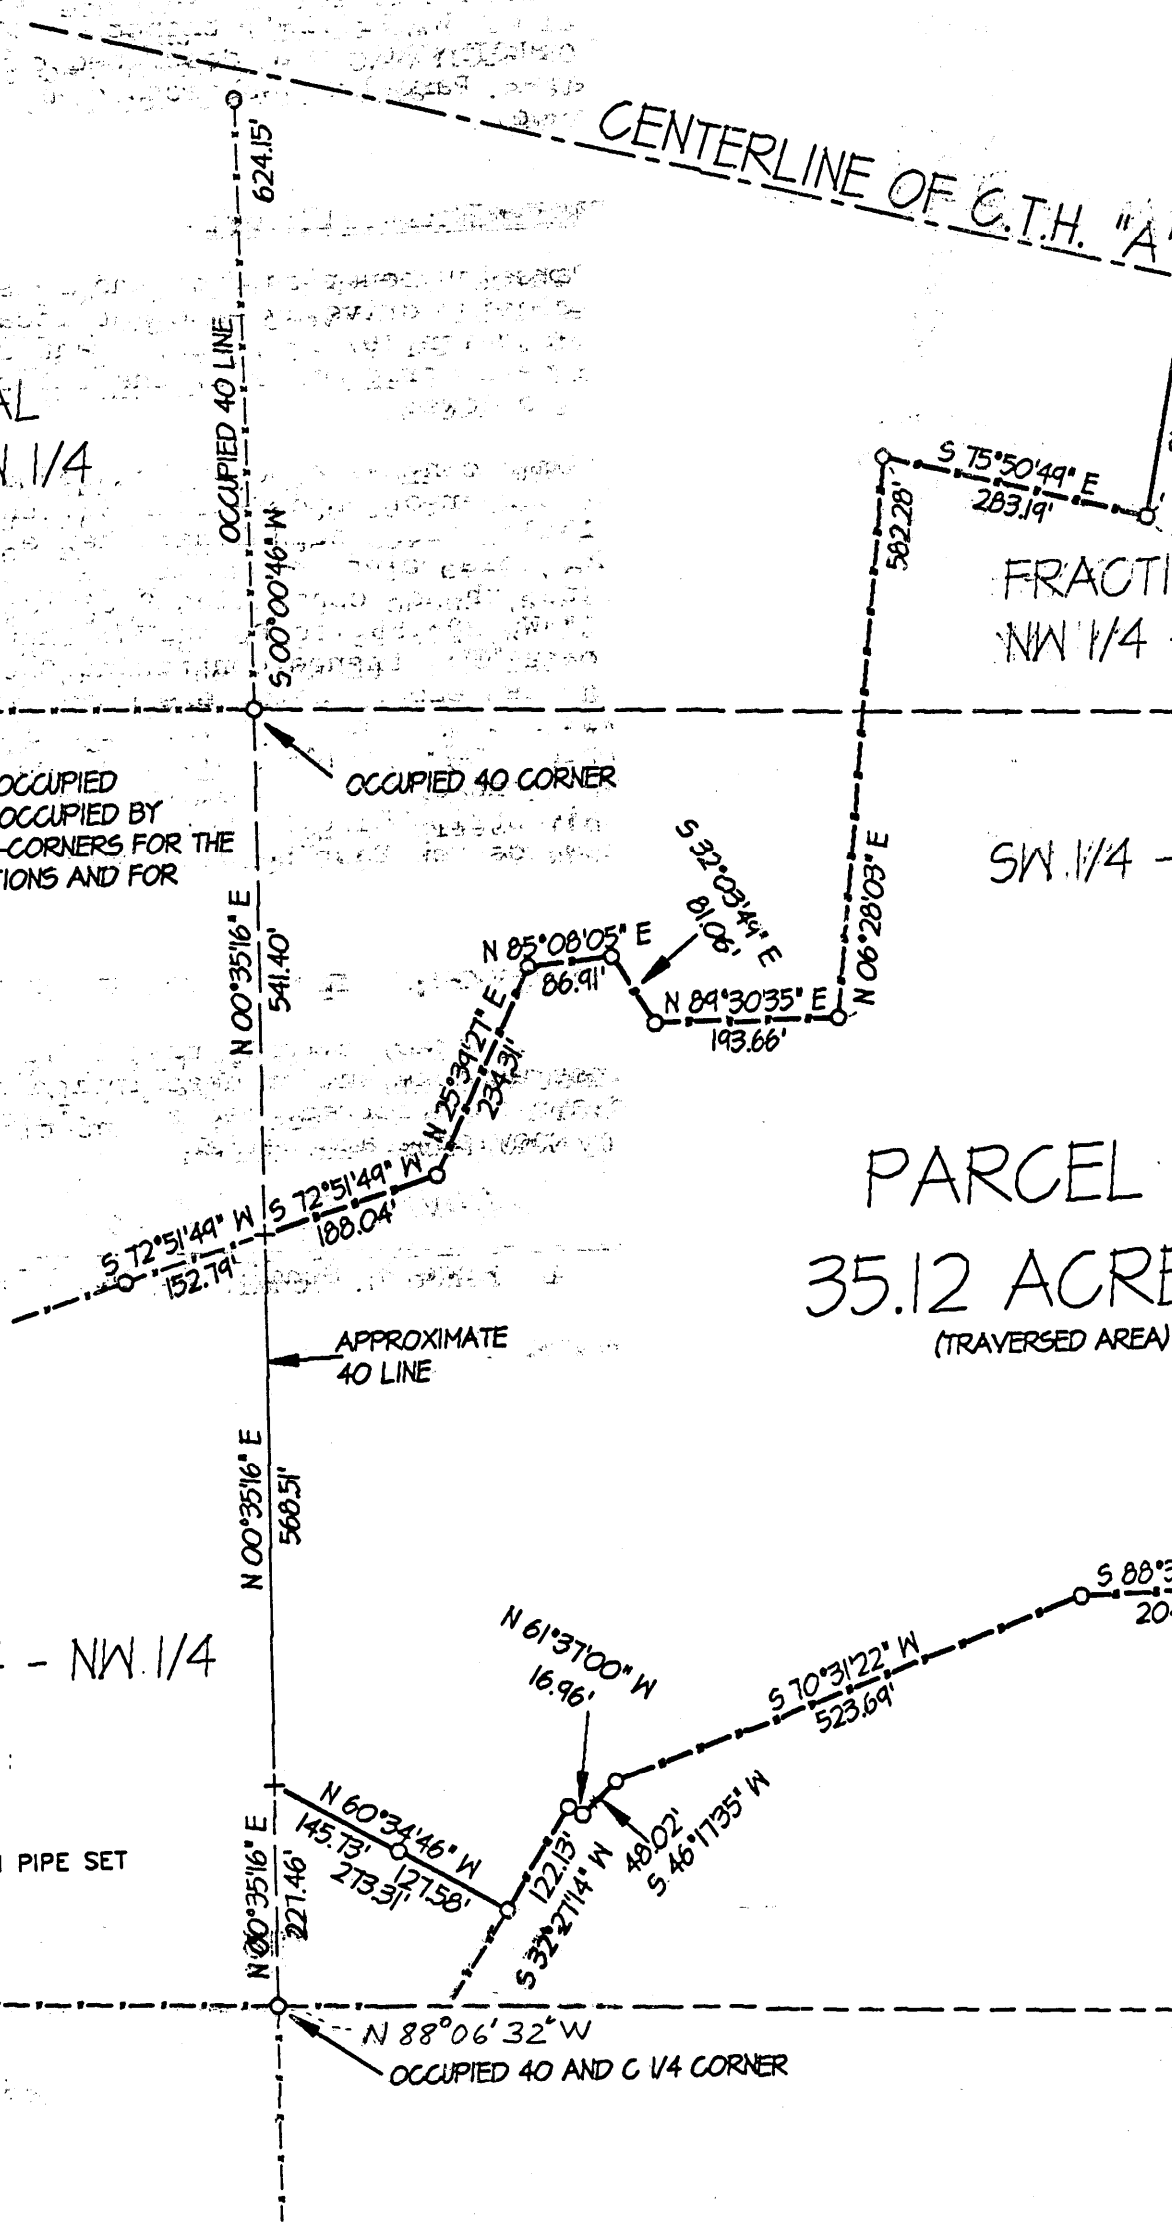 CENTERLINE OF C.T.H. "A"
624.15'
OCCUPIED 40 LINE
S 00°00'46" W
AL
1/4
S 75°50'49" E
283.19'
582.28'
FRACTI
NW 1/4 -
OCCUPIED
OCCUPIED BY
-CORNERS FOR THE
TIONS AND FOR
OCCUPIED 40 CORNER
S 32°03'49" E
81.06'
SW.1/4 -
N 06°28'03" E
N 00°35'16" E
541.40'
N 85°08'05" E
86.91'
N 89°30'35" E
193.66'
N 25°39'27" E
234.31'
S 72°51'49" W
188.04'
S 72°51'49" W
152.79'
PARCEL
35.12 ACRE
(TRAVERSED AREA)
APPROXIMATE
40 LINE
N 00°35'16" E
568.51'
S 88°3
20
N 61°37'00" W
16.96'
S 70°31'22" W
523.69'
- NW.1/4
N 60°34'46" W
145.73'
127.58'
273.31'
122.13'
S 32°27'14" W
48.02'
S 46°17'35" W
PIPE SET
N 00°35'16" E
221.46'
N 88°06'32" W
OCCUPIED 40 AND C 1/4 CORNER